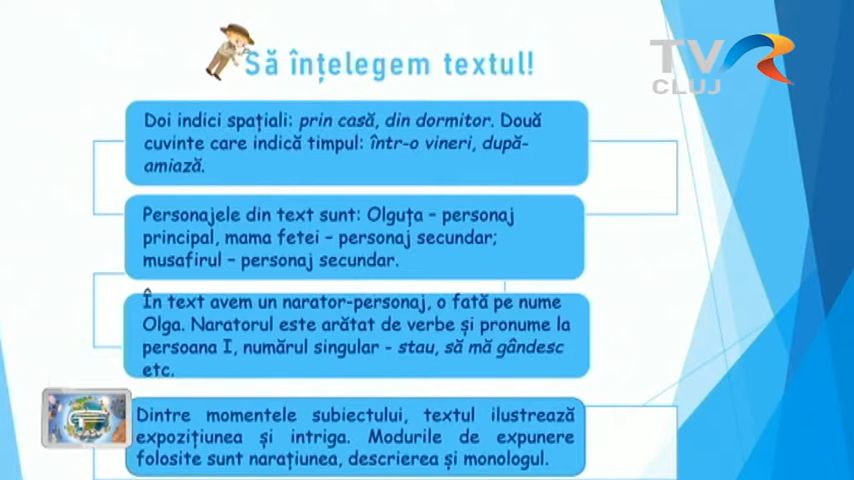 Să înțelegem textul!
TVR
CLUJ
Doi indici spațiali: prin casă, din dormitor. Două
cuvinte care indică timpul: într-o vineri, după-
amiază.
Personajele din text sunt: Olguța – personaj
principal, mama fetei – personaj secundar;
musafirul – personaj secundar.
În text avem un narator-personaj, o fată pe nume
Olga. Naratorul este arătat de verbe și pronume la
persoana I, numărul singular - stau, să mă gândesc
etc.
Dintre momentele subiectului, textul ilustrează
expozițiunea și intriga. Modurile de expunere
folosite sunt narațiunea, descrierea și monologul.